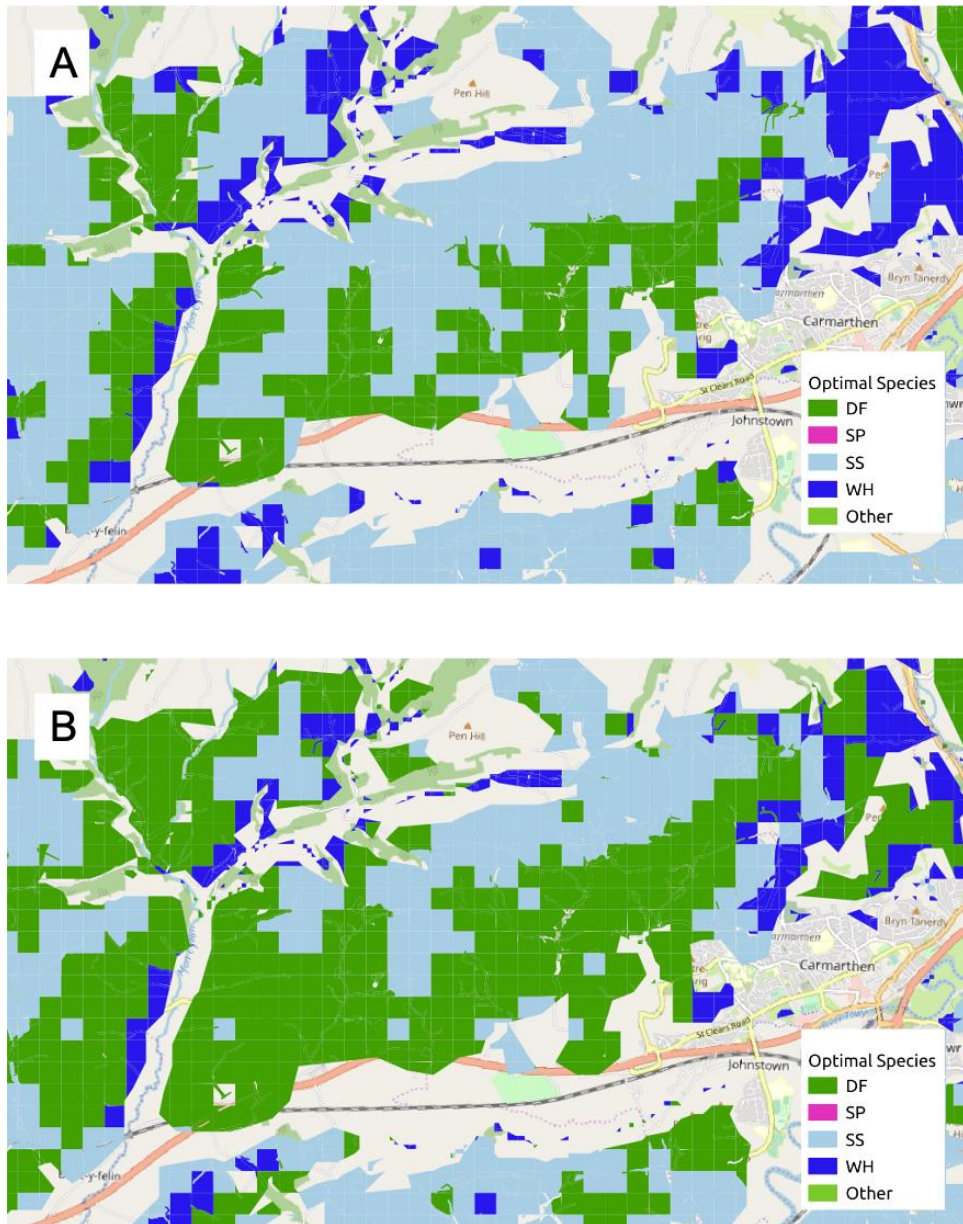 A
Pen Hill
Bryn Tanerdy
Carmarthen
St Clears Road
Johnstown
Optimal Species
DF
SP
SS
WH
Other
B
Pen Hill
Bryn Tanerdy
Carmarthen
St Clears Road
Johnstown
Optimal Species
DF
SP
SS
WH
Other